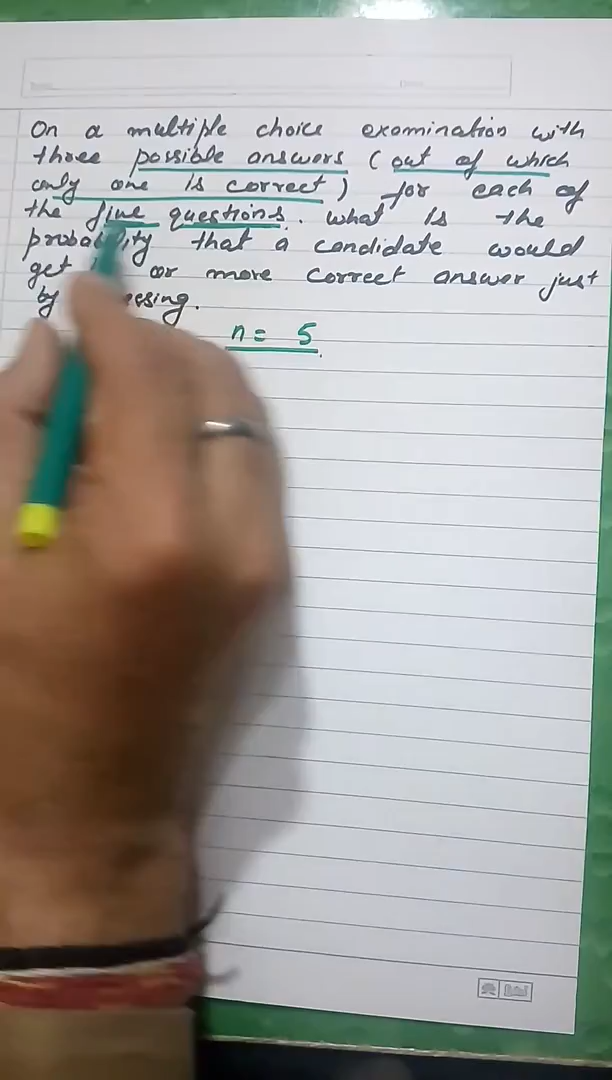 On a multiple choice examination with
three possible answers (out of which
only one is correct) for each of
the five questions. What is the
probability that a candidate would
get or more correct answer just
by
n = 5